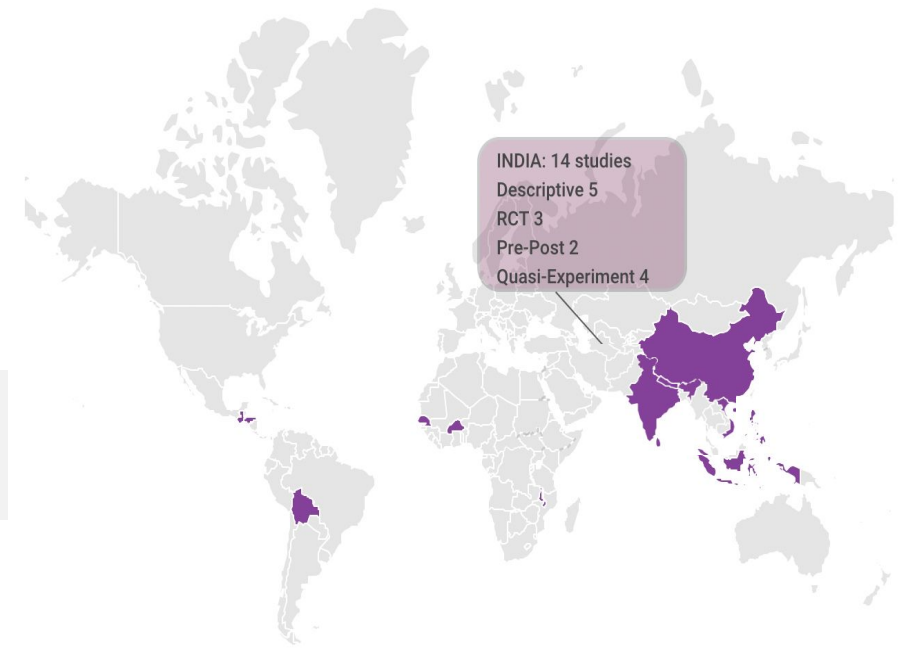 INDIA: 14 studies
Descriptive 5
RCT 3
Pre-Post 2
Quasi-Experiment 4